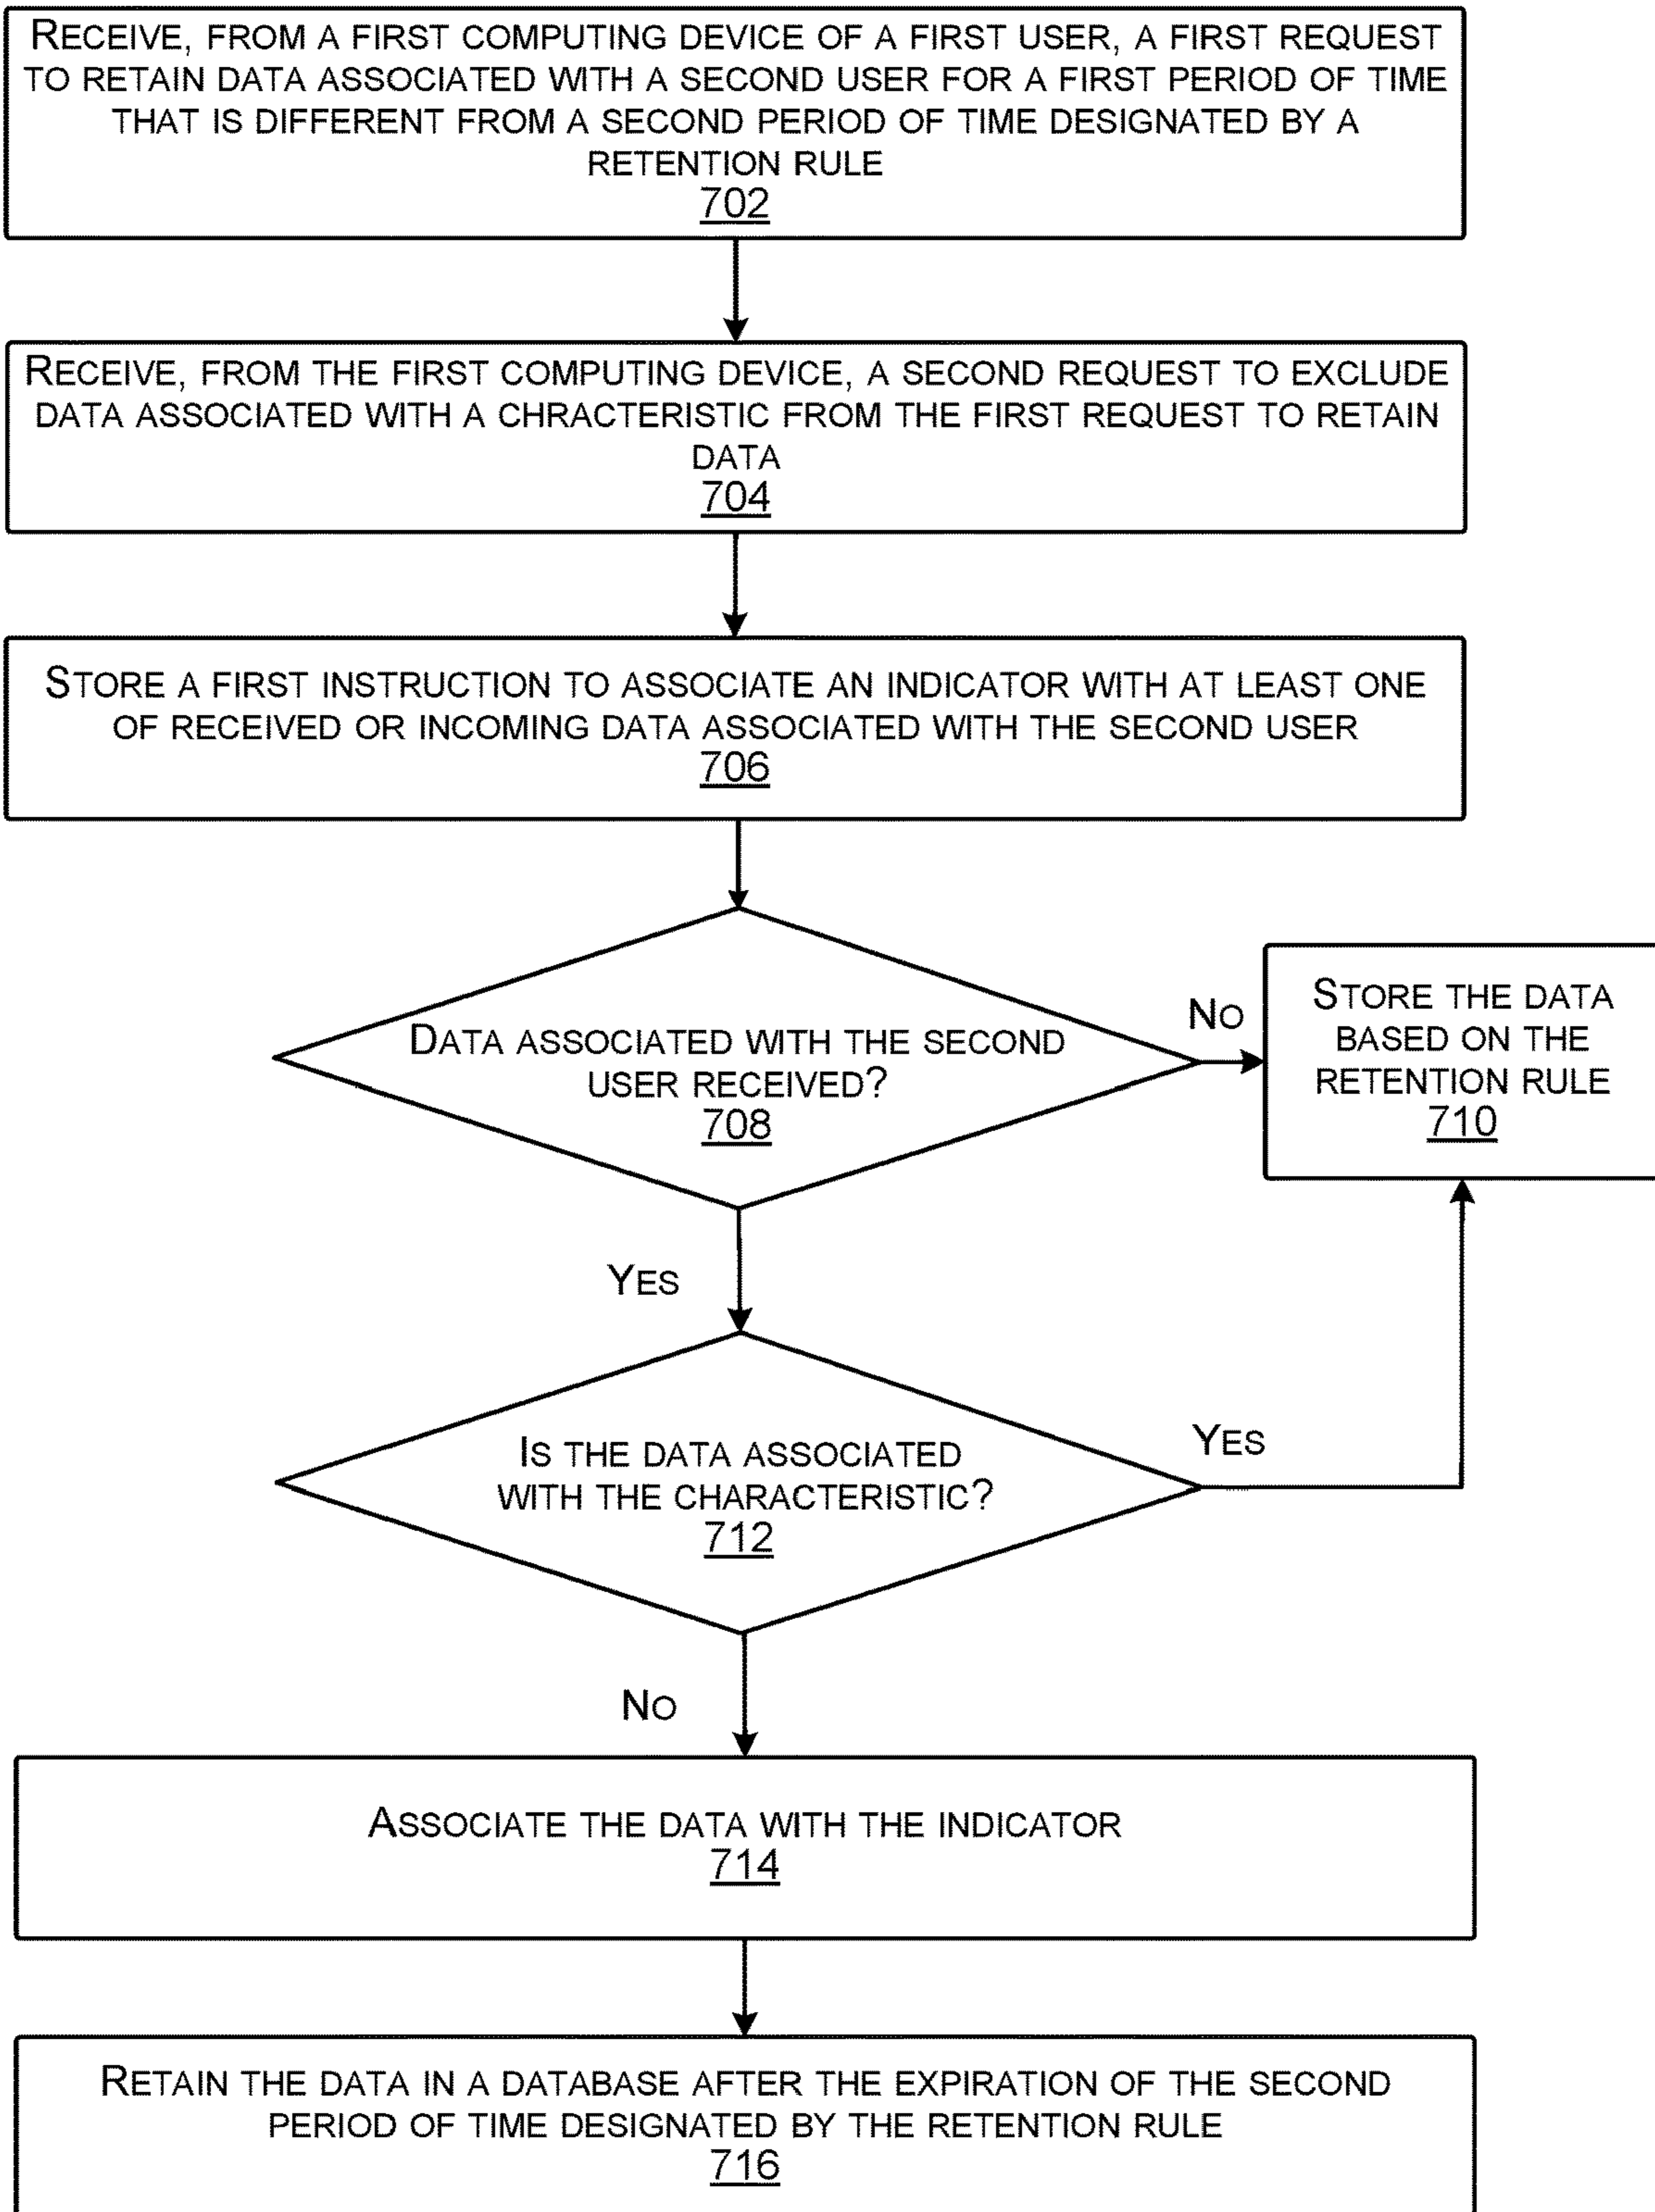 RECEIVE, FROM A FIRST COMPUTING DEVICE OF A FIRST USER, A FIRST REQUEST
TO RETAIN DATA ASSOCIATED WITH A SECOND USER FOR A FIRST PERIOD OF TIME
THAT IS DIFFERENT FROM A SECOND PERIOD OF TIME DESIGNATED BY A
RETENTION RULE
702
RECEIVE, FROM THE FIRST COMPUTING DEVICE, A SECOND REQUEST TO EXCLUDE
DATA ASSOCIATED WITH A CHRACTERISTIC FROM THE FIRST REQUEST TO RETAIN
DATA
704
STORE A FIRST INSTRUCTION TO ASSOCIATE AN INDICATOR WITH AT LEAST ONE
OF RECEIVED OR INCOMING DATA ASSOCIATED WITH THE SECOND USER
706
DATA ASSOCIATED WITH THE SECOND
USER RECEIVED?
708
NO
STORE THE DATA
BASED ON THE
RETENTION RULE
710
YES
IS THE DATA ASSOCIATED
WITH THE CHARACTERISTIC?
712
YES
NO
ASSOCIATE THE DATA WITH THE INDICATOR
714
RETAIN THE DATA IN A DATABASE AFTER THE EXPIRATION OF THE SECOND
PERIOD OF TIME DESIGNATED BY THE RETENTION RULE
716